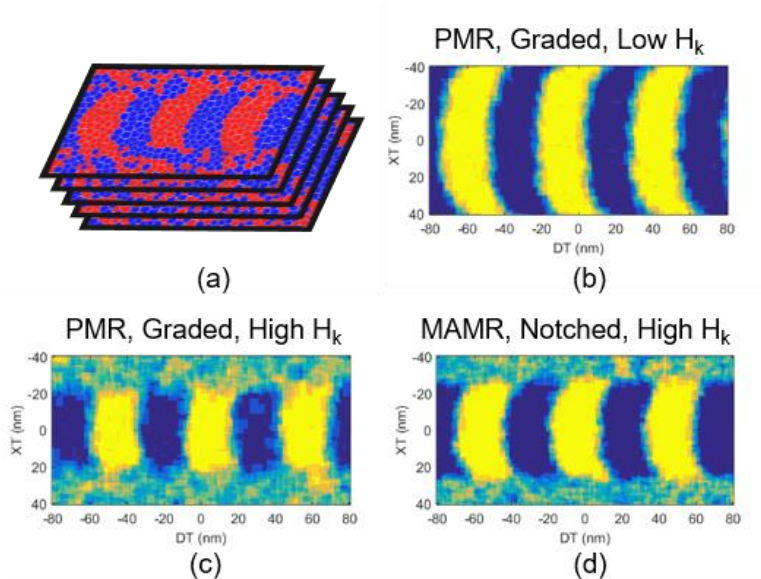 PMR, Graded, Low Hk
XT (nm)
-40
-20
0
20
40
-80 -60 -40 -20 0 20 40 60 80
DT (nm)
(a)
(b)
PMR, Graded, High Hk
XT (nm)
-40
-20
0
20
40
-80 -60 -40 -20 0 20 40 60 80
DT (nm)
(c)
MAMR, Notched, High Hk
XT (nm)
-40
-20
0
20
40
-80 -60 -40 -20 0 20 40 60 80
DT (nm)
(d)